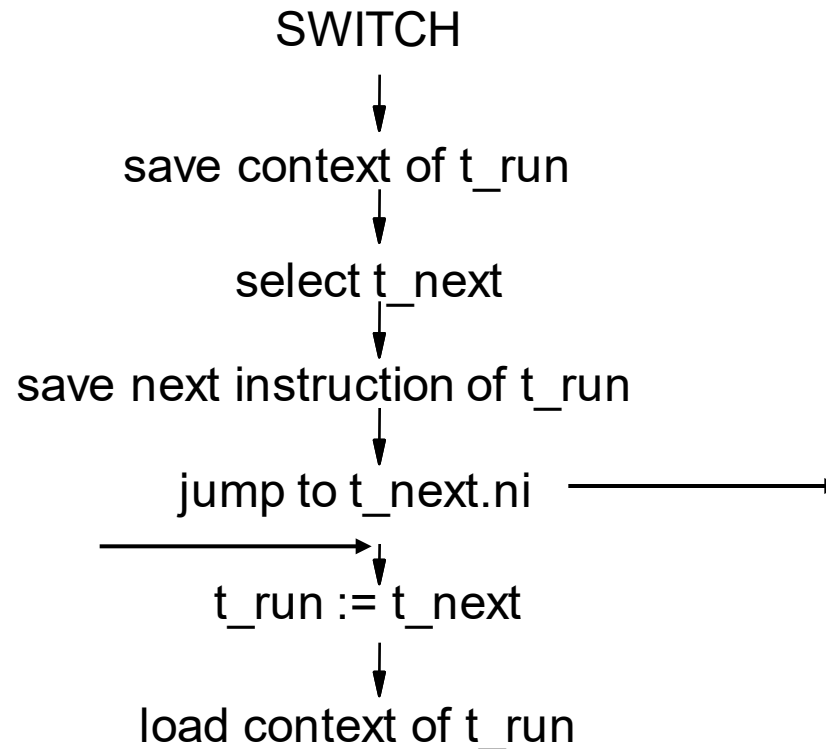 SWITCH
save context of t_run
select t_next
save next instruction of t_run
jump to t_next.ni
t_run := t_next
load context of t_run